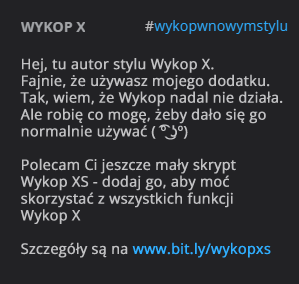 WYKOP X #wykopwnowymstylu
Hej, tu autor stylu Wykop X.
Fajnie, że używasz mojego dodatku.
Tak, wiem, że Wykop nadal nie działa.
Ale robię co mogę, żeby dało się go
normalnie używać ( ͡° ͜ʖ ͡°)
Polecam Ci jeszcze mały skrypt
Wykop XS - dodaj go, aby moć
skorzystać z wszystkich funkcji
Wykop X
Szczegóły są na www.bit.ly/wykopxs